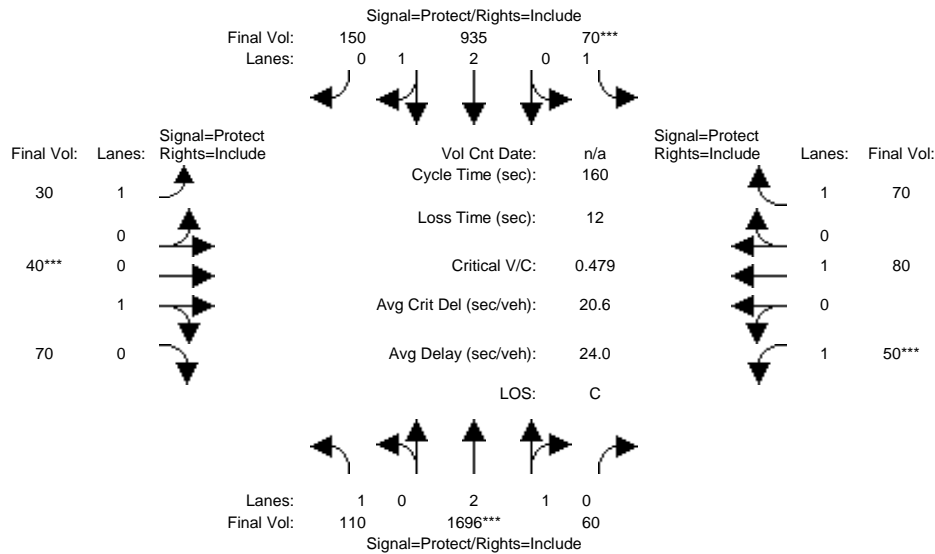 Signal=Protect/Rights=Include
Final Vol: 150 935 70***
Lanes: 0 1 2 0 1
Signal=Protect
Final Vol: Lanes: Rights=Include
Vol Cnt Date: n/a
Signal=Protect
Rights=Include Lanes: Final Vol:
Cycle Time (sec): 160
30 1
1 70
Loss Time (sec): 12
0
0
40*** 0
Critical V/C: 0.479
1 80
1
Avg Crit Del (sec/veh): 20.6
0
70 0
Avg Delay (sec/veh): 24.0
1 50***
LOS: C
Lanes: 1 0 2 1 0
Final Vol: 110 1696*** 60
Signal=Protect/Rights=Include